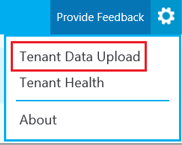 Provide Feedback
Tenant Data Upload
Tenant Health
About